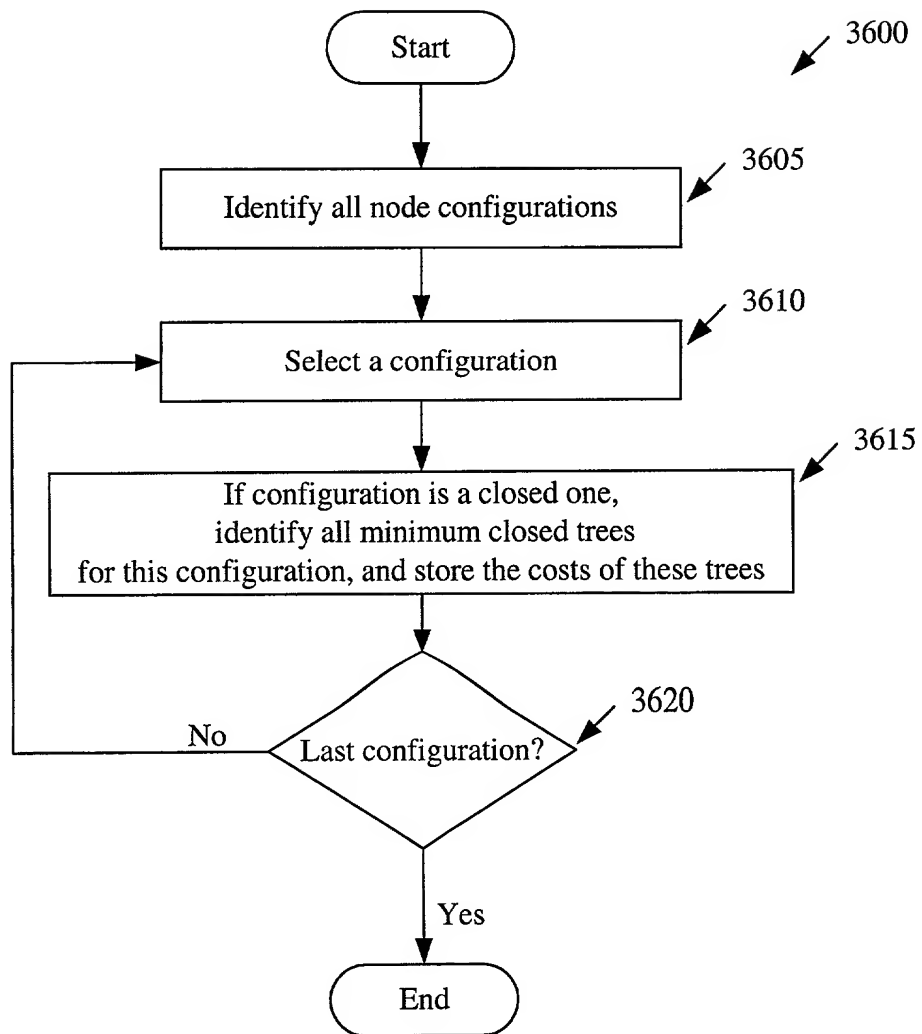 Start
3600
3605
Identify all node configurations
3610
Select a configuration
3615
If configuration is a closed one,
identify all minimum closed trees
for this configuration, and store the costs of these trees
3620
No
Last configuration?
Yes
End